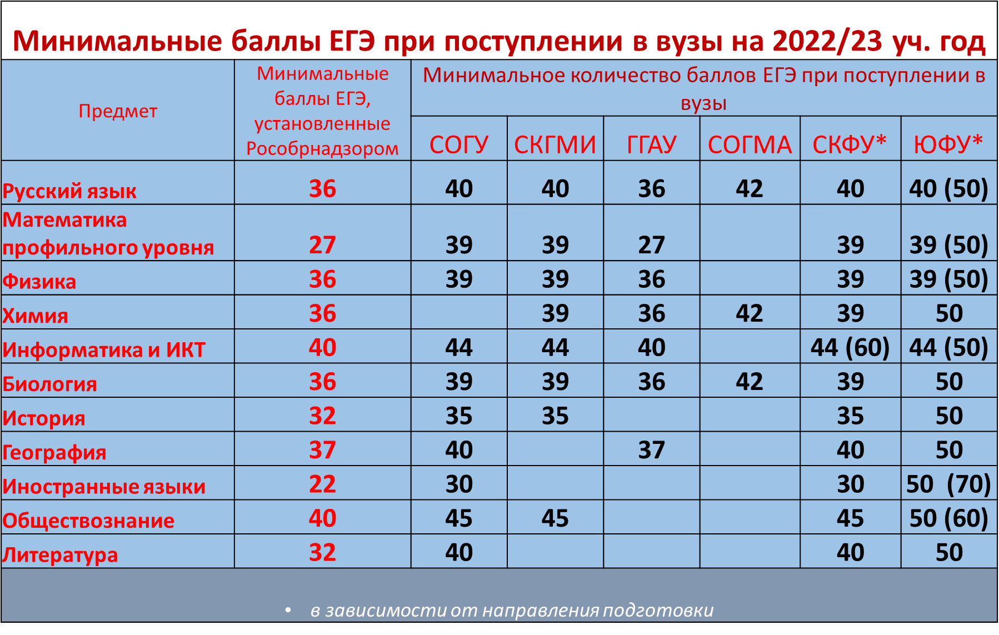 Минимальные баллы ЕГЭ при поступлении в вузы на 2022/23 уч. год
Предмет
Минимальные
баллы ЕГЭ,
установленные
Рособрнадзором
Минимальное количество баллов ЕГЭ при поступлении в
вузы
СОГУ СКГМИ ГГАУ СОГМА СКФУ* ЮФУ*
Русский язык 36 40 40 36 42 40 40 (50)
Математика
профильного уровня 27 39 39 27 39 39 (50)
Физика 36 39 39 36 39 39 (50)
Химия 36 39 36 42 39 50
Информатика и ИКТ 40 44 44 40 44 (60) 44 (50)
Биология 36 39 39 36 42 39 50
История 32 35 35 35 50
География 37 40 37 40 50
Иностранные языки 22 30 30 50 (70)
Обществознание 40 45 45 45 50 (60)
Литература 32 40 40 50
• в зависимости от направления подготовки